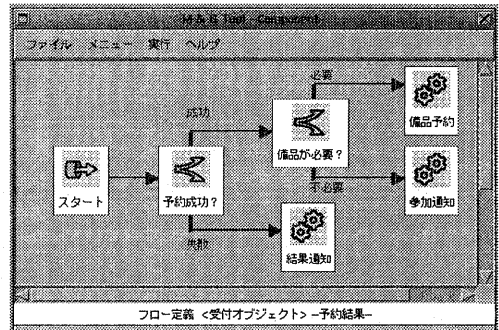 M & G Tool - Component
ファイル メニュー 実行 ヘルプ
必要
備品予約
成功
備品が必要？
スタート
予約成功？
不必要
参加通知
失敗
結果通知
フロー定義 <受付オブジェクト> −予約結果−